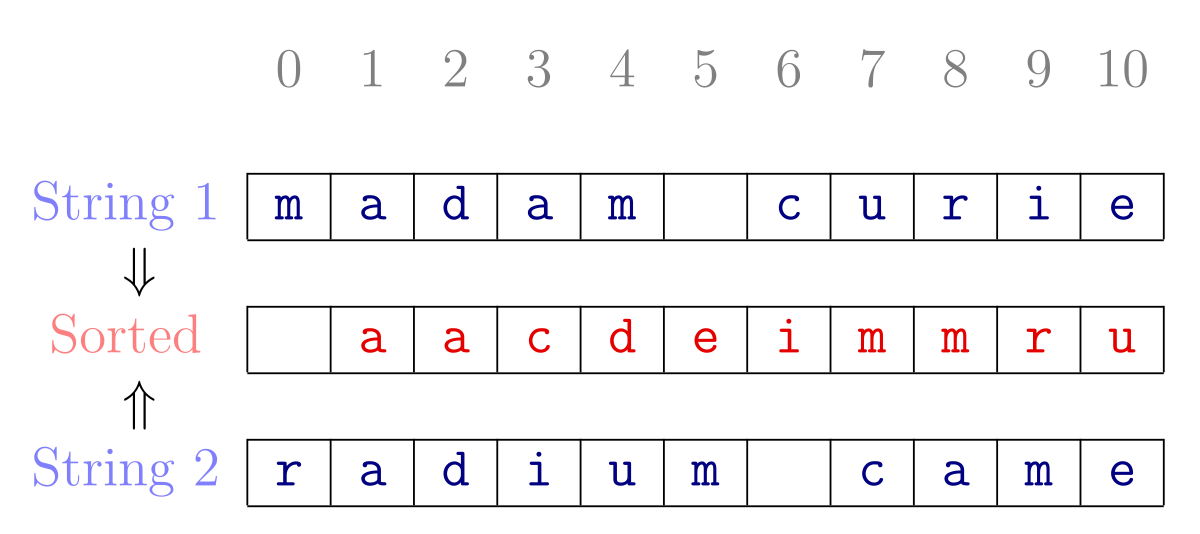 0 1 2 3 4 5 6 7 8 9 10
String 1 m a d a m c u r i e
⇓
Sorted a a c d e i m m r u
⇑
String 2 r a d i u m c a m e